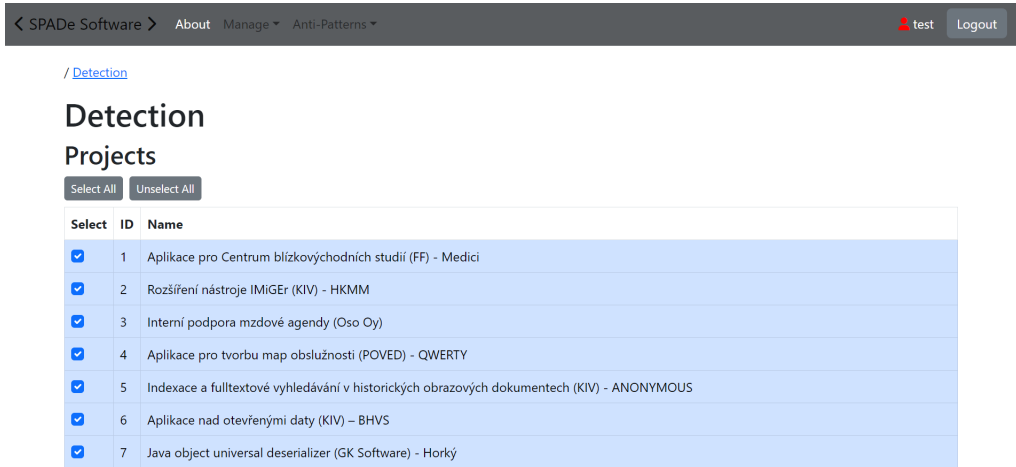 < SPADe Software > About Manage Anti-Patterns test Logout
/ Detection
Detection
Projects
Select All Unselect All
Select ID Name
1 Aplikace pro Centrum blízkovýchodních studií (FF) - Medici
2 Rozšíření nástroje IMiGEr (KIV) - HKMM
3 Interní podpora mzdové agendy (Oso Oy)
4 Aplikace pro tvorbu map obslužnosti (POVED) - QWERTY
5 Indexace a fulltextové vyhledávání v historických obrazových dokumentech (KIV) - ANONYMOUS
6 Aplikace nad otevřenými daty (KIV) – BHVS
7 Java object universal deserializer (GK Software) - Horký